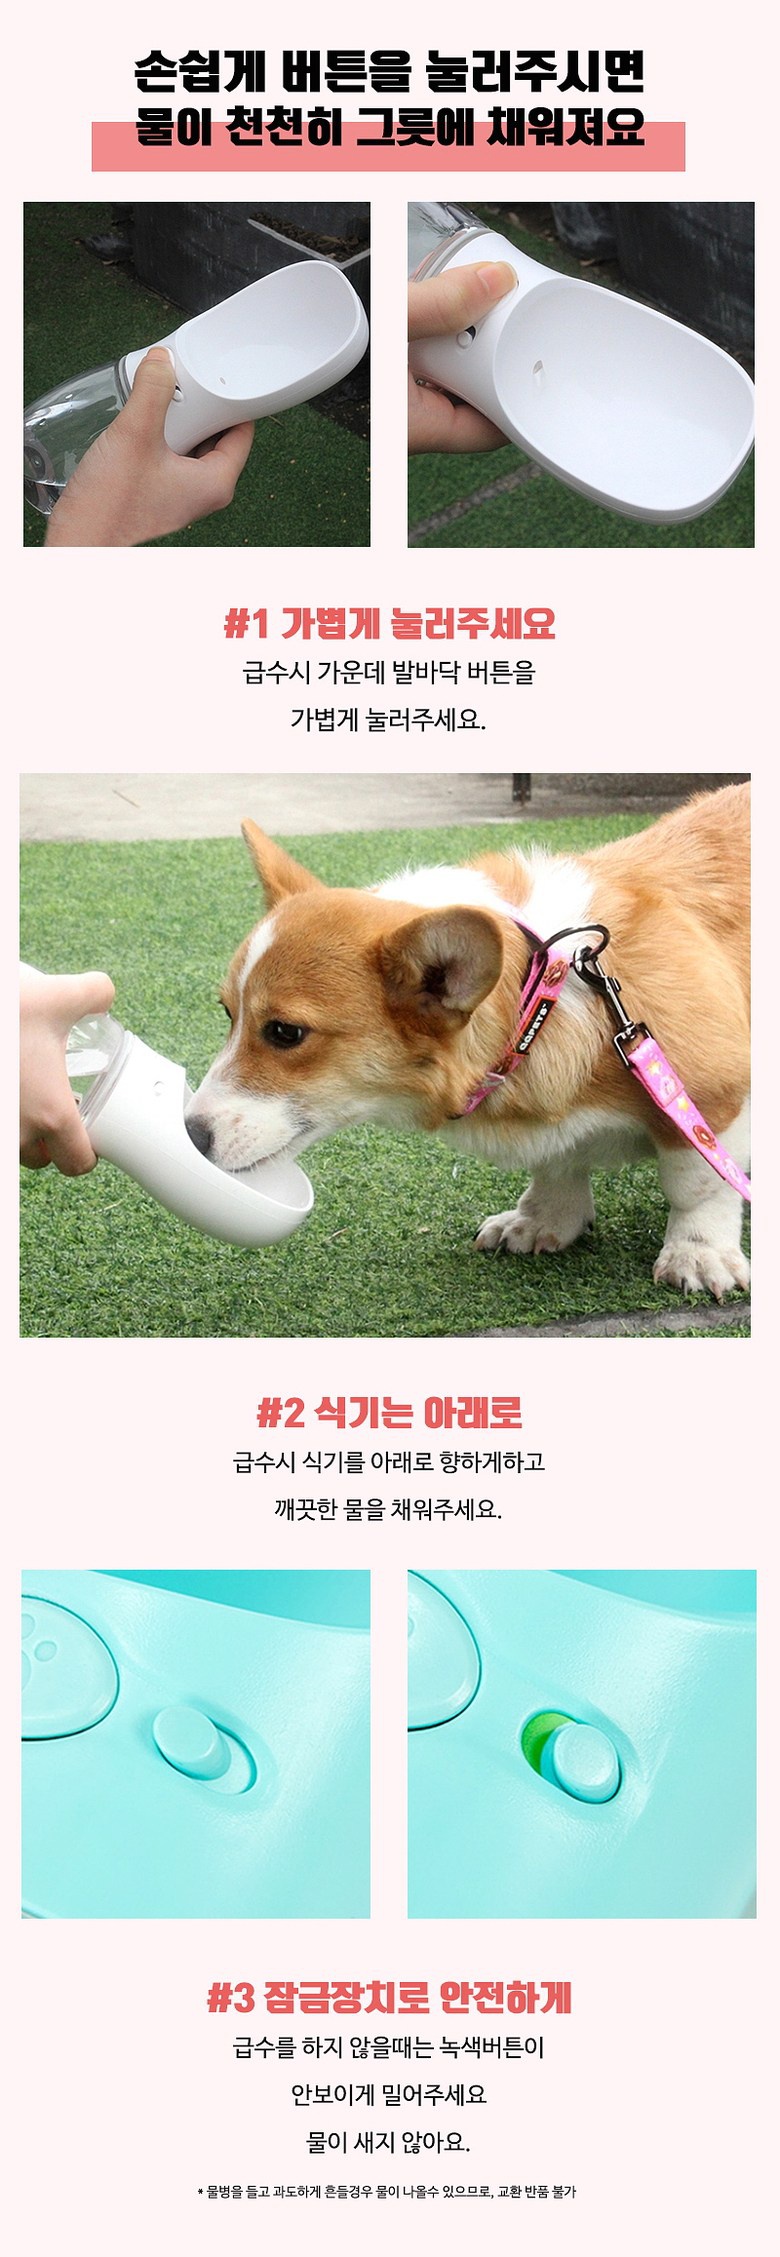 손쉽게 버튼을 눌러주시면
물이 천천히 그릇에 채워져요
#1 가볍게 눌러주세요
급수시 가운데 발바닥 버튼을
가볍게 눌러주세요.
#2 식기는 아래로
급수시 식기를 아래로 향하게하고
깨끗한 물을 채워주세요.
#3 잠금장치로 안전하게
급수를 하지 않을때는 녹색버튼이
안보이게 밀어주세요
물이 새지 않아요.
* 물병을 들고 과도하게 흔들경우 물이 나올수 있으므로, 교환 반품 불가